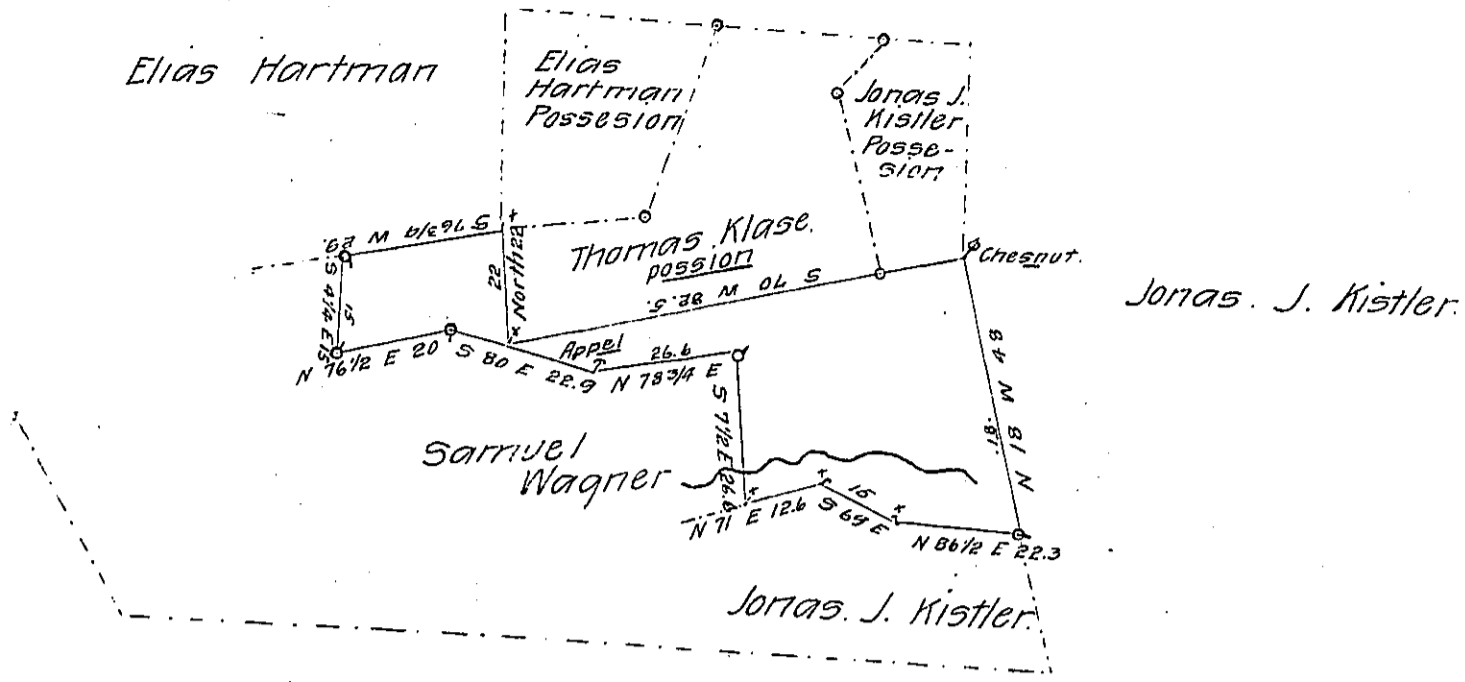 Elias Hartman
Elias
Hartman
Possesion
Jonas J.
Kistler
Posse-
sion
S 76 3/4 W 29.
S 4 1/4 E 15
15
22
North 22
Thomas Klase.
possion
S 70 W 82.5.
Chesnut.
Jonas. J. Kistler.
N 76 1/2 E 20
S 80 E 22.9
Appel
26.6
N 78 3/4 E
S 7 1/2 E 26.6
N 18 W 48
18.
Samuel
Wagner
N 71 E 12.6
16
S 69 E
N 86 1/2 E 22.3
Jonas. J. Kistler.